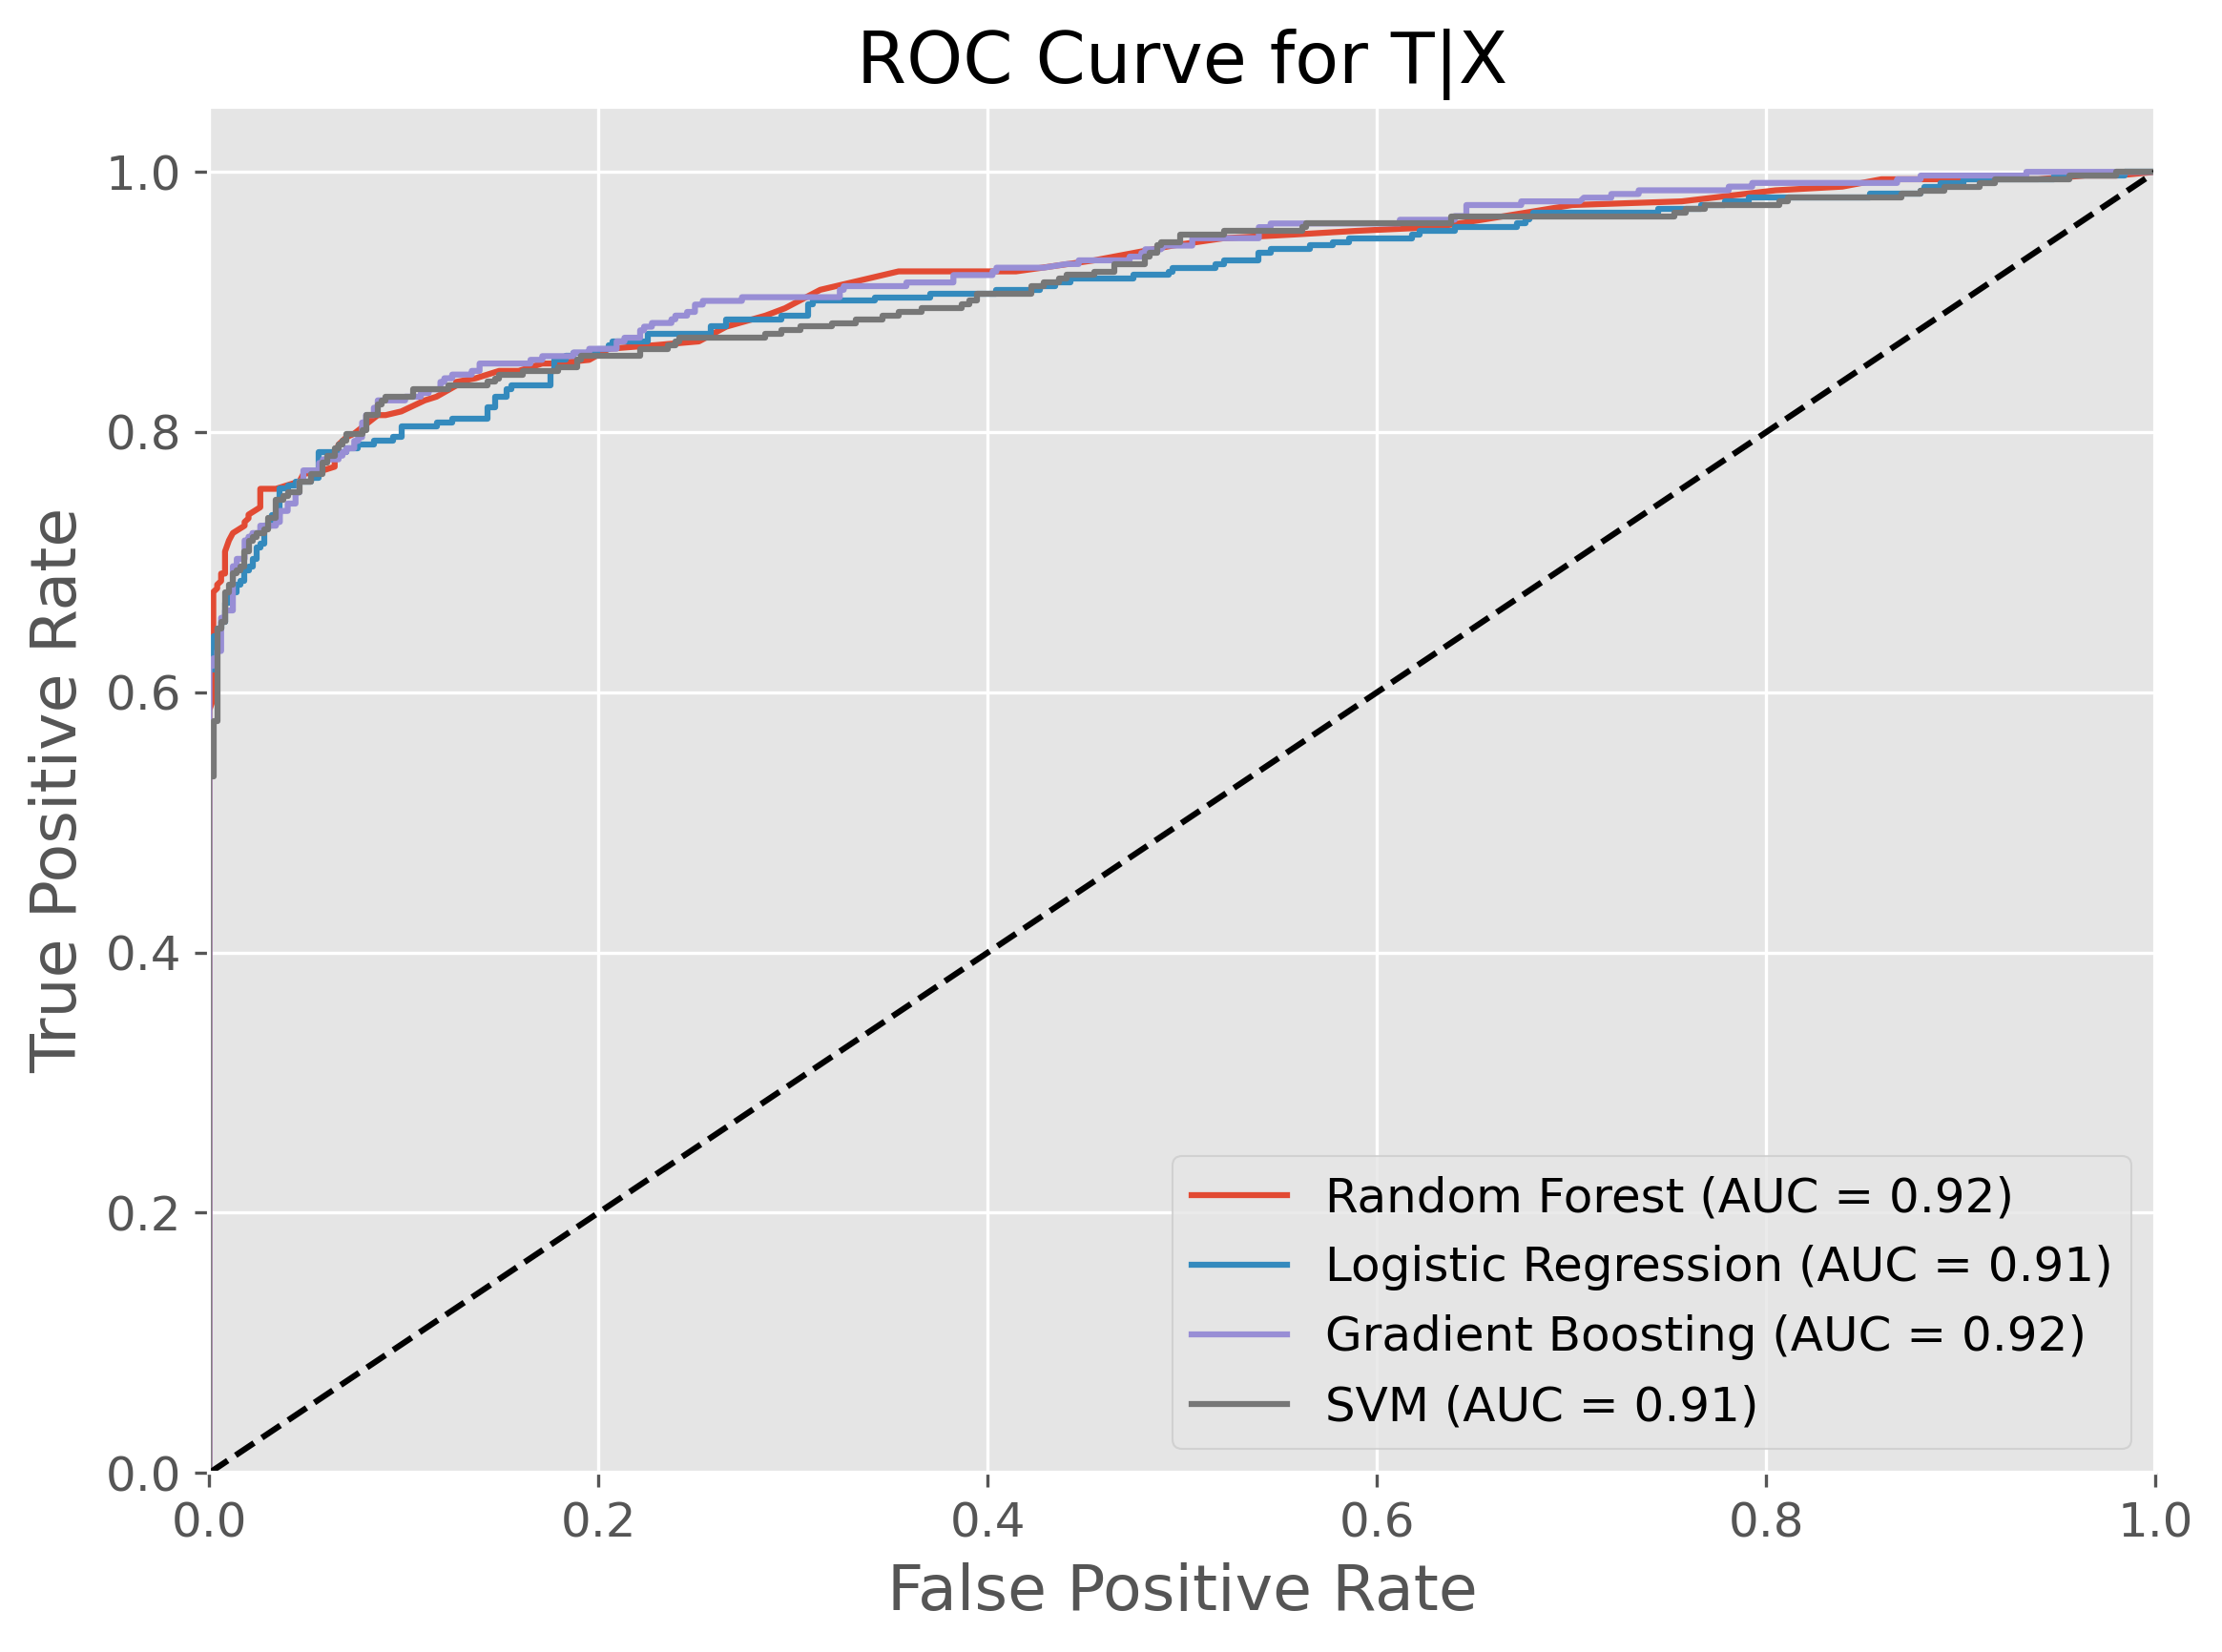 ROC Curve for T|X
True Positive Rate
1.0
0.8
0.6
0.4
0.2
0.0
Random Forest (AUC = 0.92)
Logistic Regression (AUC = 0.91)
Gradient Boosting (AUC = 0.92)
SVM (AUC = 0.91)
0.0 0.2 0.4 0.6 0.8 1.0
False Positive Rate